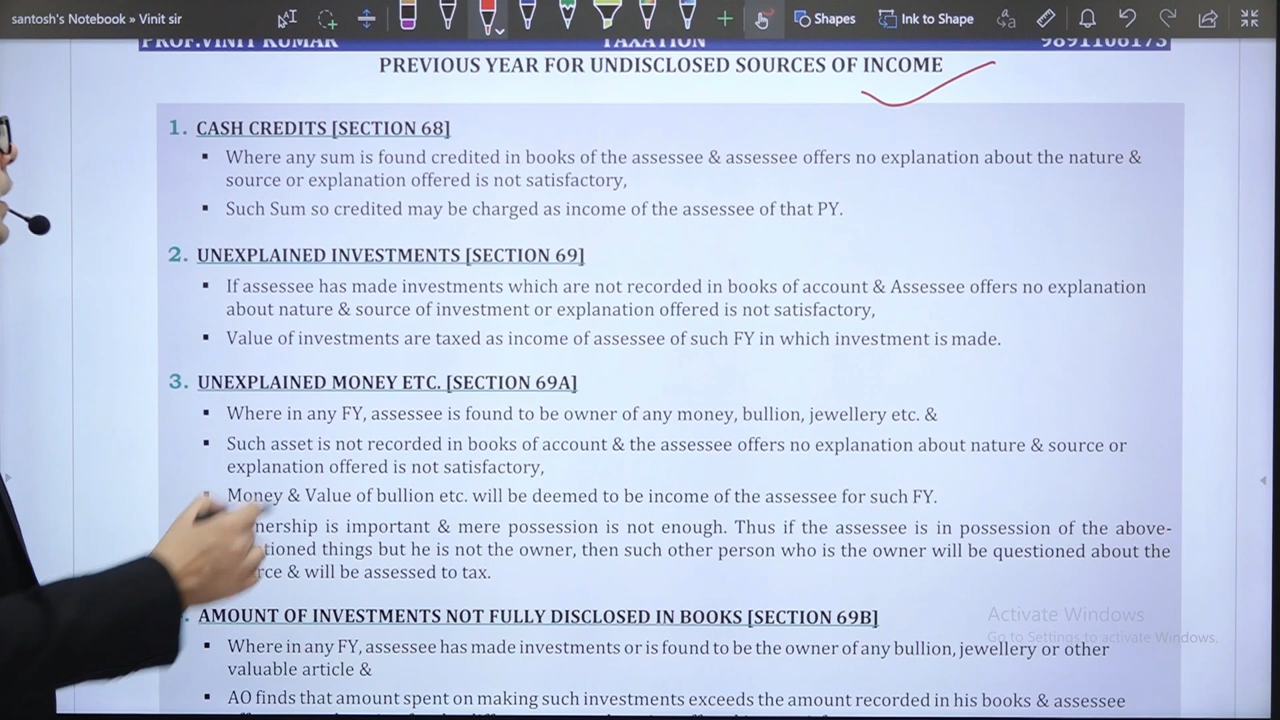 santosh's Notebook » Vinit sir
Shapes
Ink to Shape
PROF.VINIT KUMAR TAXATION 9891106173
PREVIOUS YEAR FOR UNDISCLOSED SOURCES OF INCOME
1. CASH CREDITS [SECTION 68]
▪ Where any sum is found credited in books of the assessee & assessee offers no explanation about the nature &
source or explanation offered is not satisfactory,
▪ Such Sum so credited may be charged as income of the assessee of that PY.
2. UNEXPLAINED INVESTMENTS [SECTION 69]
▪ If assessee has made investments which are not recorded in books of account & Assessee offers no explanation
about nature & source of investment or explanation offered is not satisfactory,
▪ Value of investments are taxed as income of assessee of such FY in which investment is made.
3. UNEXPLAINED MONEY ETC. [SECTION 69A]
▪ Where in any FY, assessee is found to be owner of any money, bullion, jewellery etc. &
▪ Such asset is not recorded in books of account & the assessee offers no explanation about nature & source or
explanation offered is not satisfactory,
▪ Money & Value of bullion etc. will be deemed to be income of the assessee for such FY.
is important & mere possession is not enough. Thus if the assessee is in possession of the above-
things but he is not the owner, then such other person who is the owner will be questioned about the
& will be assessed to tax.
AMOUNT OF INVESTMENTS NOT FULLY DISCLOSED IN BOOKS [SECTION 69B]
Activate Windows
Go to Settings to activate Windows.
▪ Where in any FY, assessee has made investments or is found to be the owner of any bullion, jewellery or other
valuable article &
▪ AO finds that amount spent on making such investments exceeds the amount recorded in his books & assessee